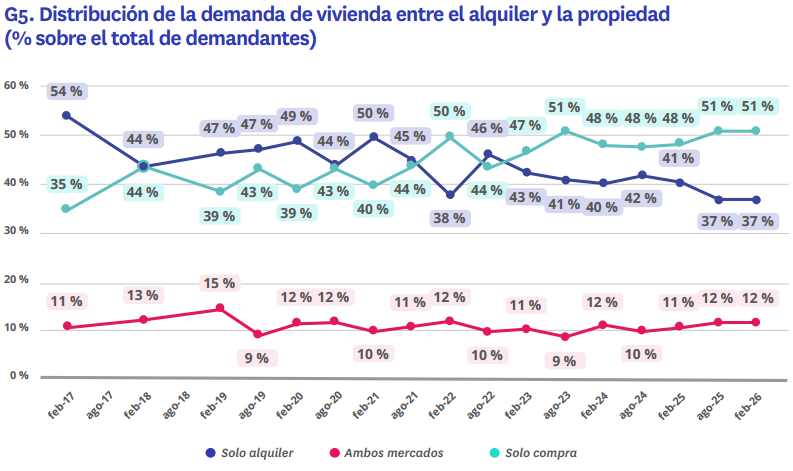 G5. Distribución de la demanda de vivienda entre el alquiler y la propiedad
(% sobre el total de demandantes)
60 %
54 %
50 %
40 %
30 %
20 %
10 %
0 %
35 %
44 %
44 %
47 %
39 %
47 %
43 %
49 %
39 %
44 %
43 %
50 %
40 %
45 %
44 %
50 %
38 %
46 %
44 %
47 %
43 %
51 %
41 %
48 %
40 %
48 %
42 %
48 %
41 %
51 %
37 %
51 %
37 %
11 %
13 %
15 %
9 %
12 %
12 %
10 %
11 %
12 %
10 %
11 %
9 %
12 %
10 %
11 %
12 %
12 %
feb-17
ago-17
feb-18
ago-18
feb-19
ago-19
feb-20
ago-20
feb-21
ago-21
feb-22
ago-22
feb-23
ago-23
feb-24
ago-24
feb-25
ago-25
feb-26
Solo alquiler
Ambos mercados
Solo compra